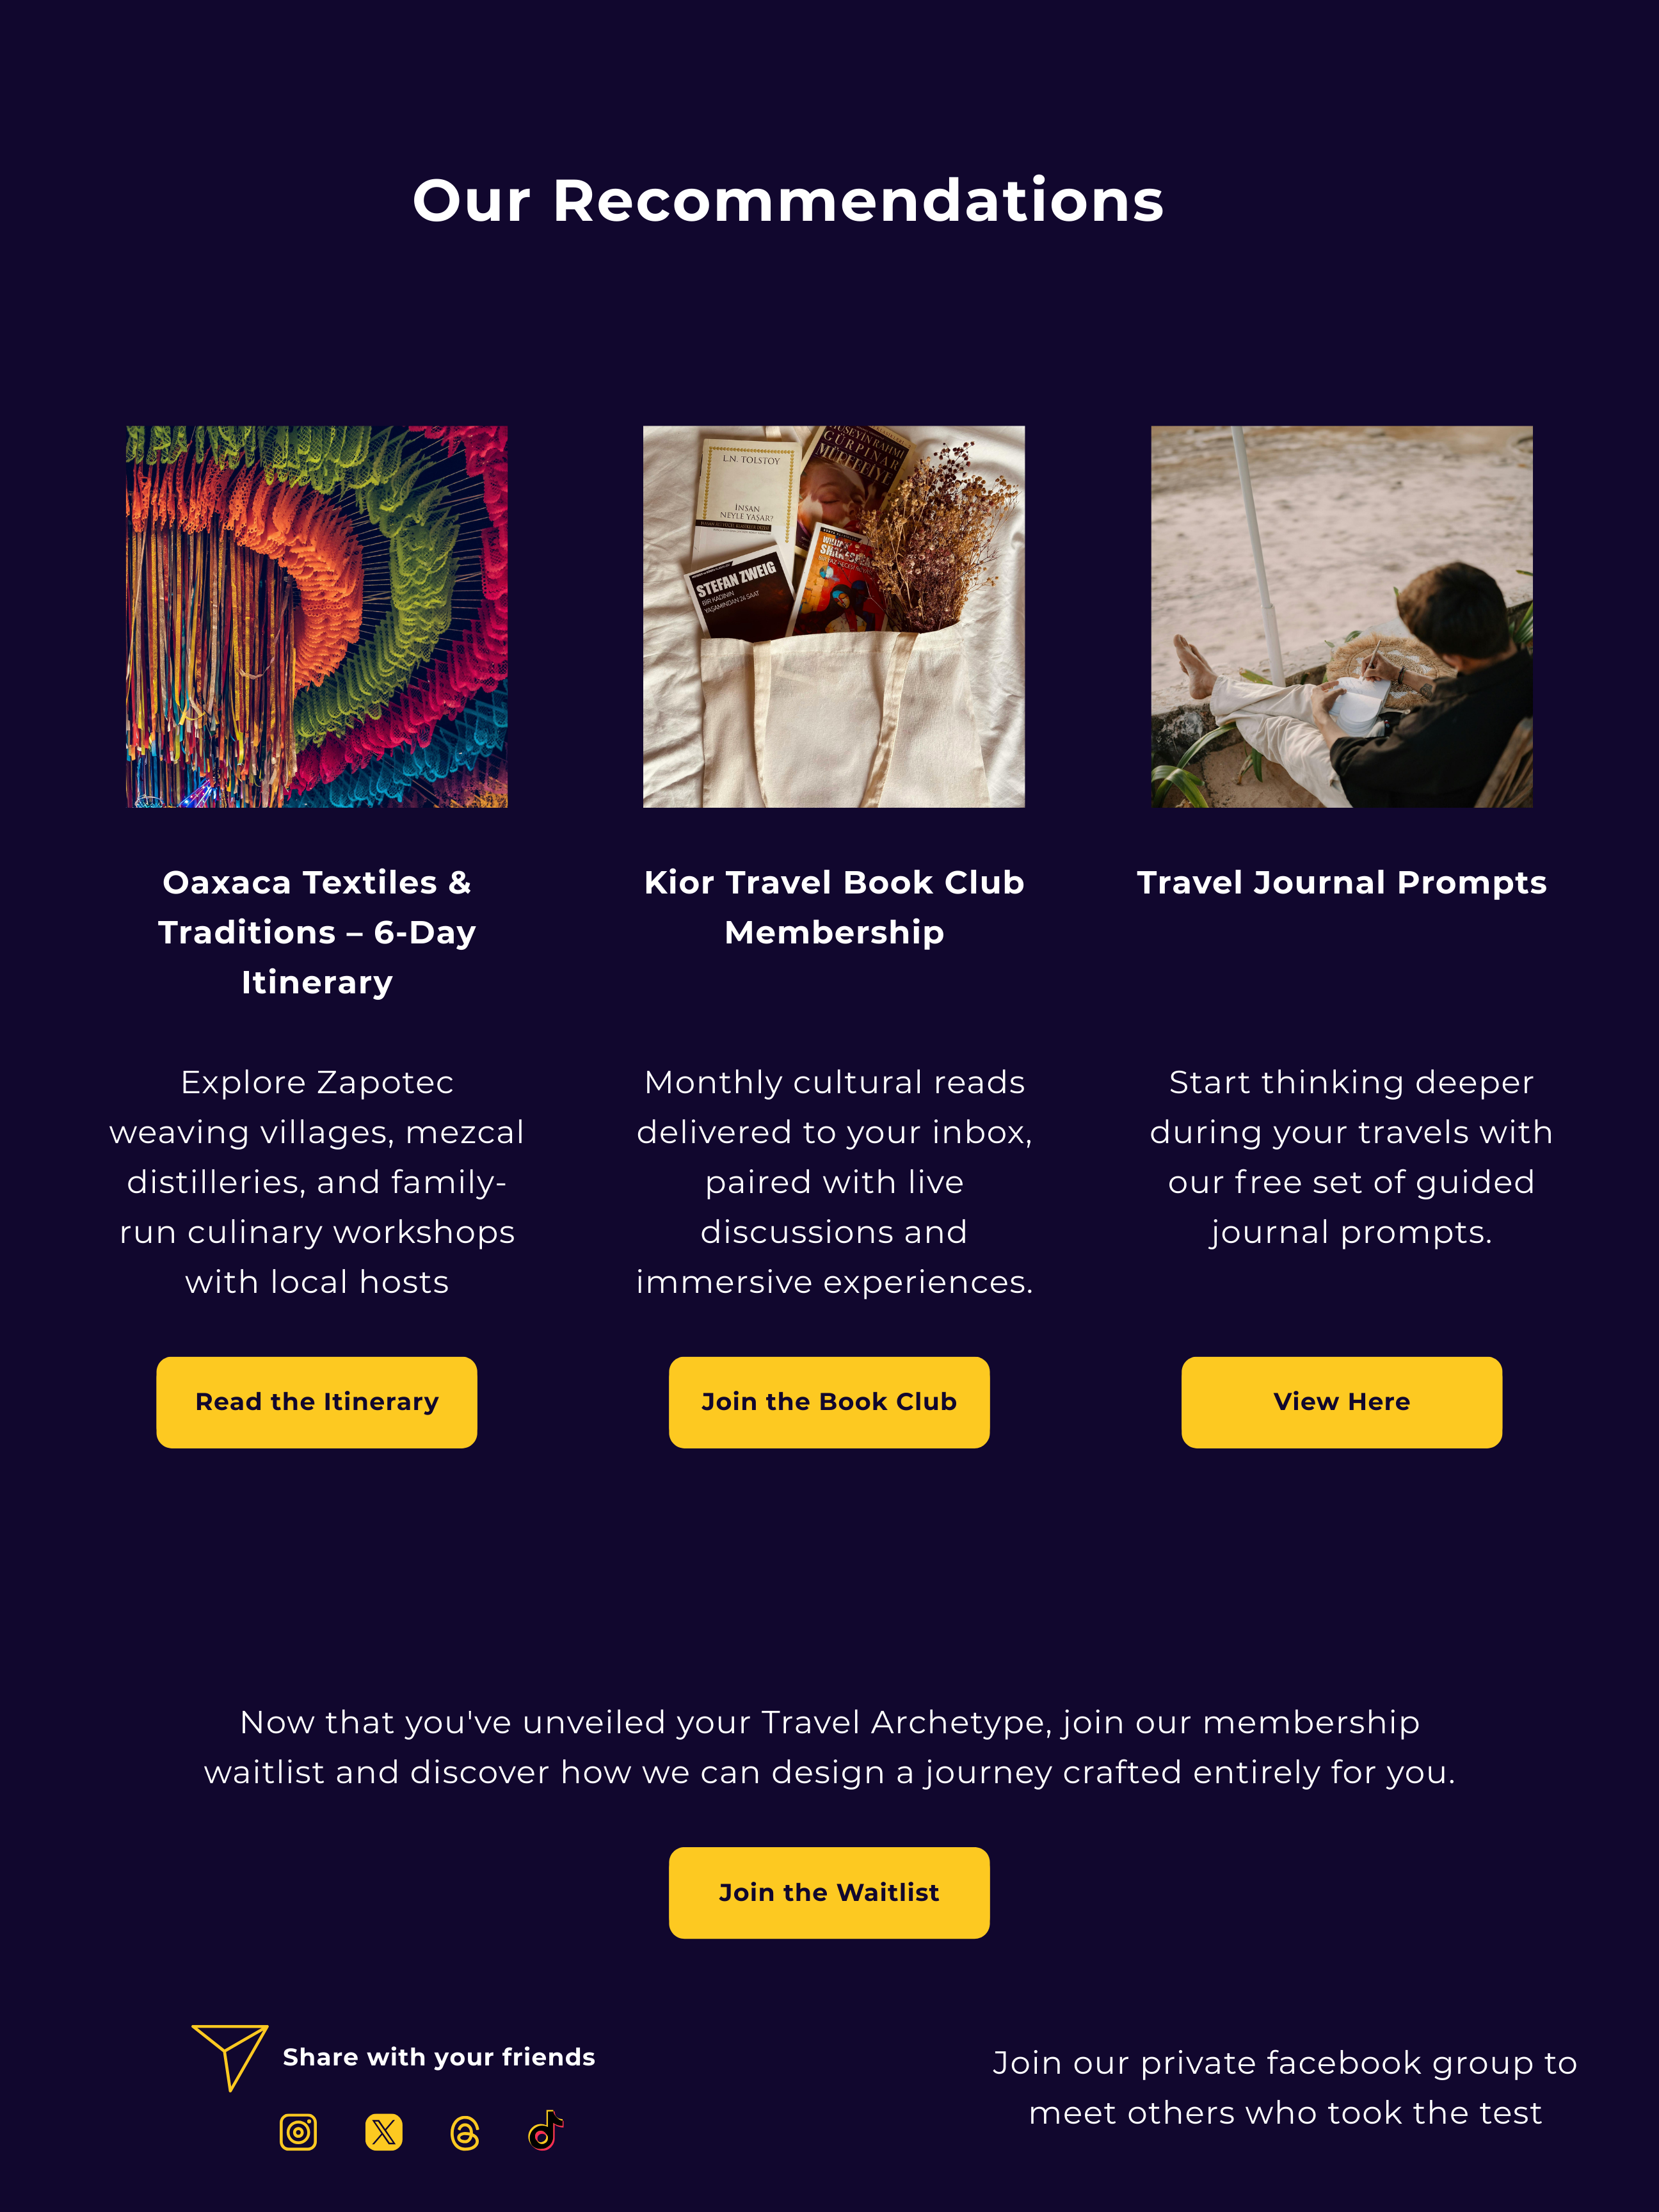 Our Recommendations
L.N. TOLSTOY
İNSAN
NEYLE YAŞAR?
GÜRPINAR
STEFAN ZWEIG
BİR KADININ
YAŞAMINDAN 24 SAAT
Oaxaca Textiles &
Traditions – 6-Day
Itinerary
Explore Zapotec
weaving villages, mezcal
distilleries, and family-
run culinary workshops
with local hosts
Read the Itinerary
Kior Travel Book Club
Membership
Monthly cultural reads
delivered to your inbox,
paired with live
discussions and
immersive experiences.
Join the Book Club
Travel Journal Prompts
Start thinking deeper
during your travels with
our free set of guided
journal prompts.
View Here
Now that you've unveiled your Travel Archetype, join our membership
waitlist and discover how we can design a journey crafted entirely for you.
Join the Waitlist
Share with your friends
Join our private facebook group to
meet others who took the test